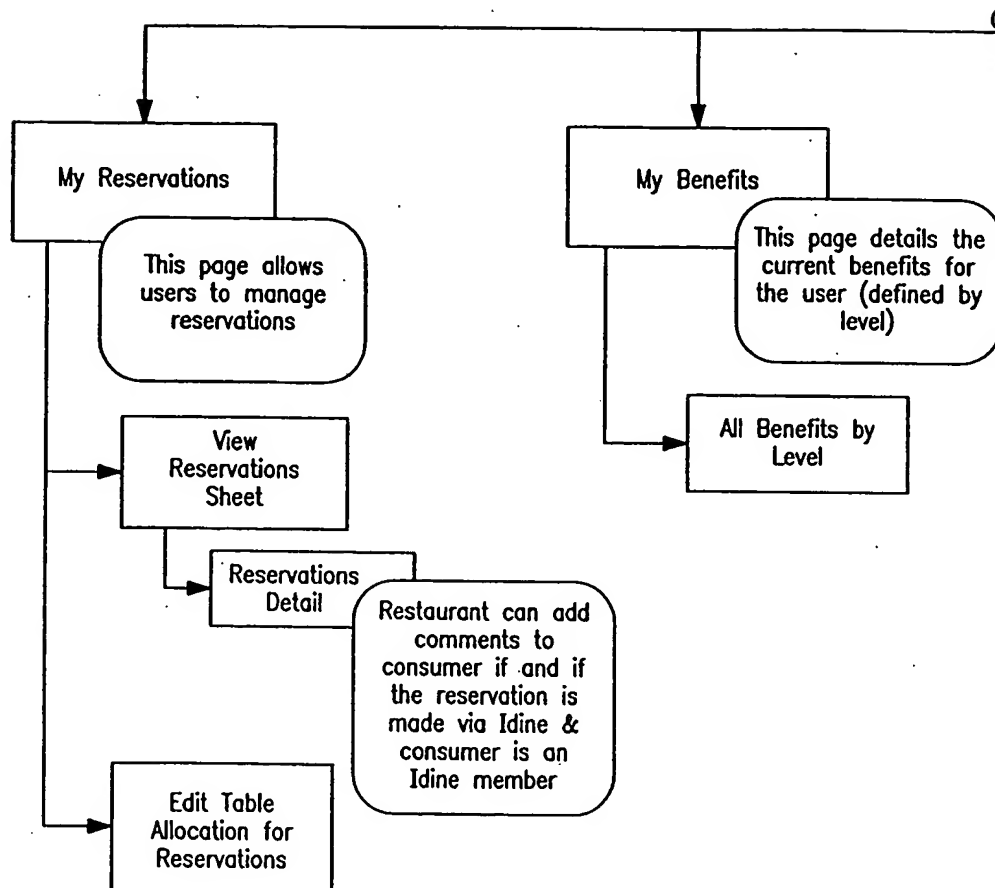 My Reservations
This page allows
users to manage
reservations
View
Reservations
Sheet
Reservations
Detail
Restaurant can add
comments to
consumer if and if
the reservation is
made via Idine &
consumer is an
Idine member
Edit Table
Allocation for
Reservations
My Benefits
This page details the
current benefits for
the user (defined by
level)
All Benefits by
Level